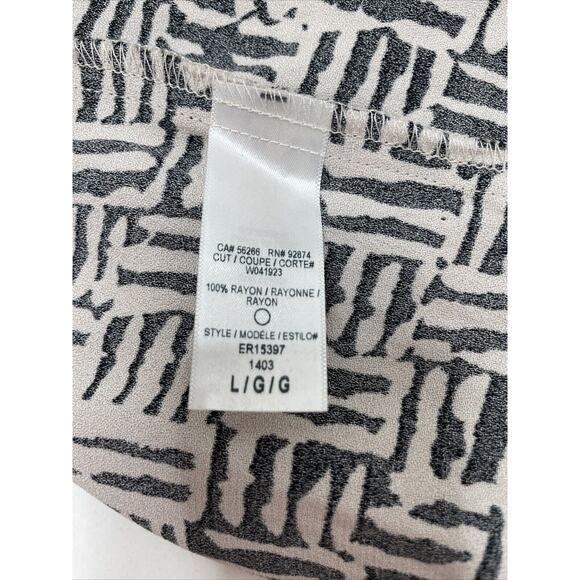 CA# 56266 RN# 92874
CUT / COUPE / CORTE#
W041923
100% RAYON / RAYONNE /
RAYON
STYLE / MODÈLE / ESTILO#
ER15397
1403
L / G / G